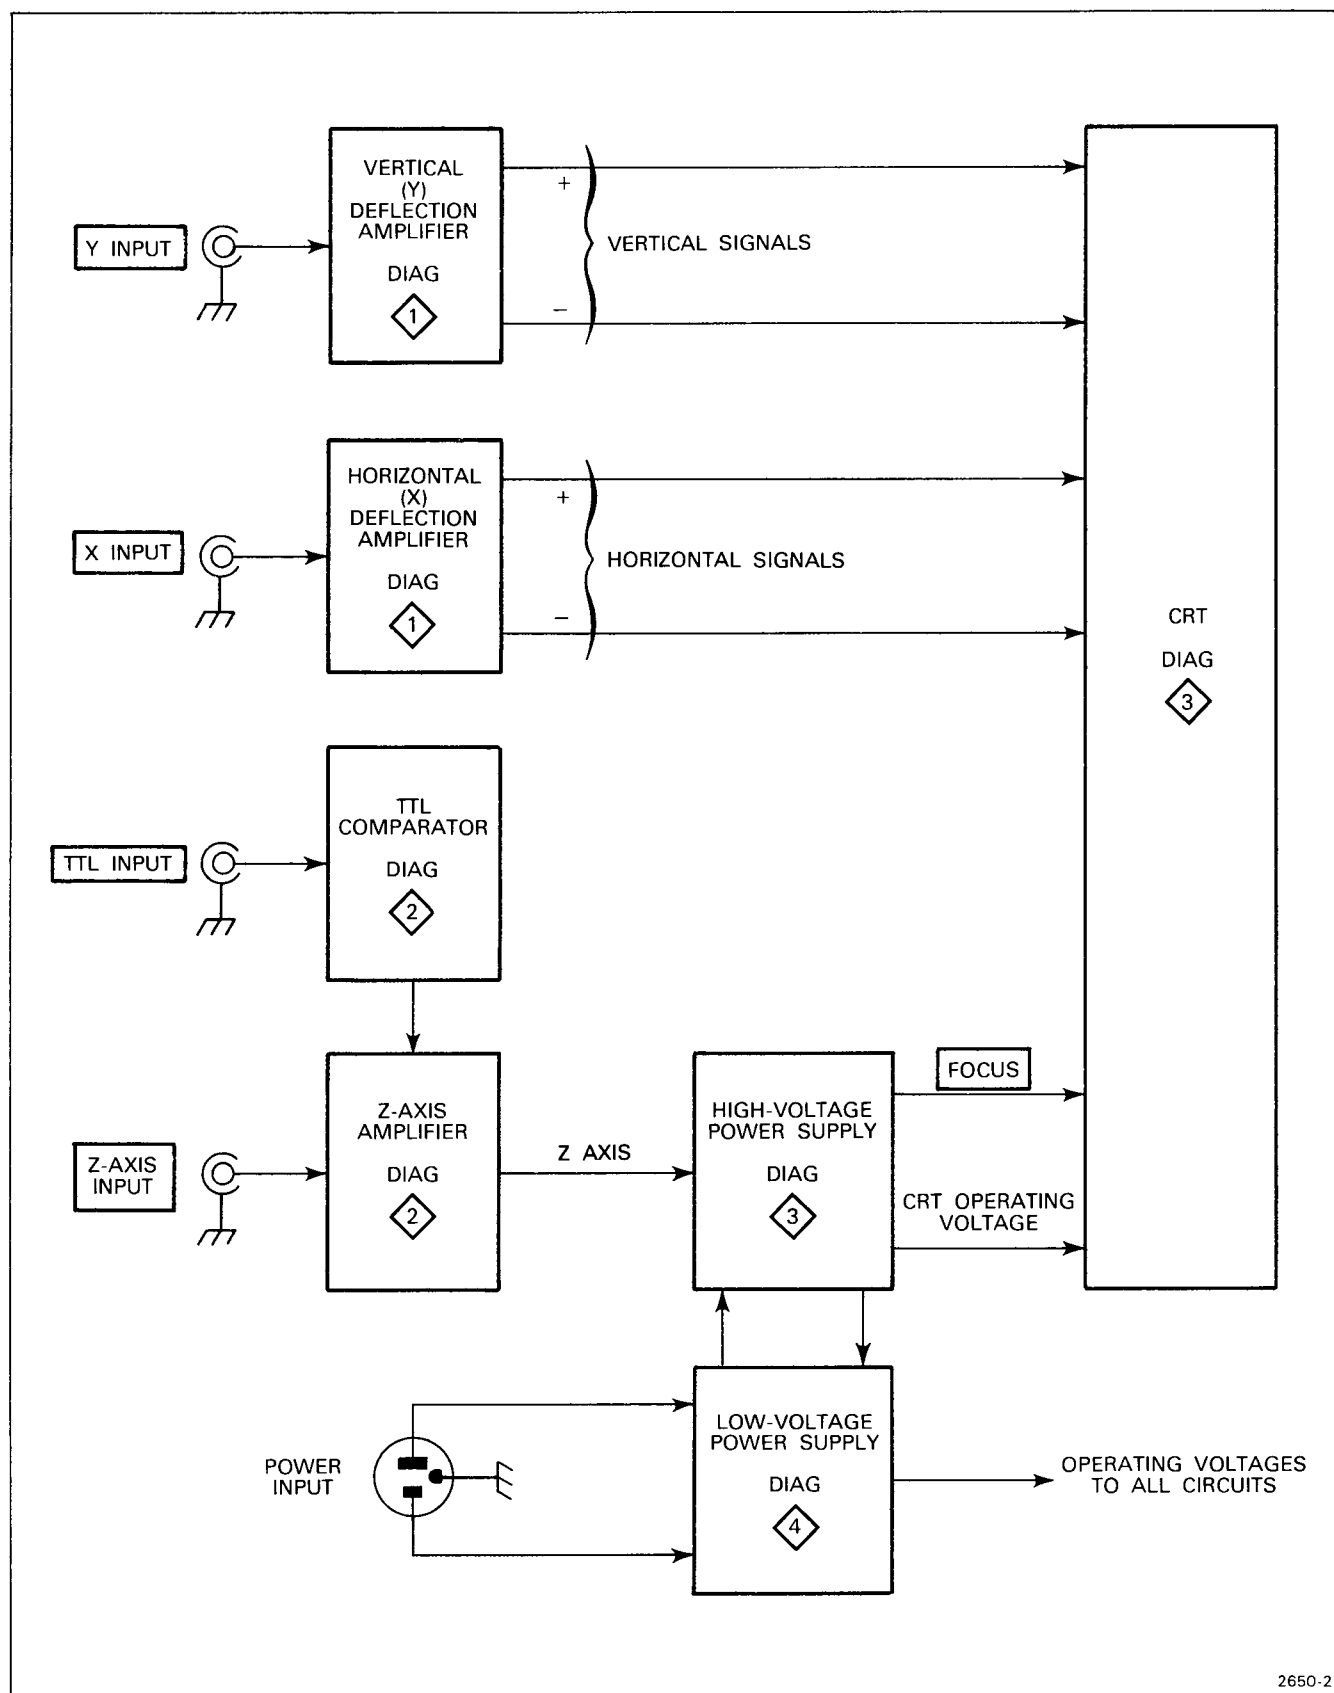 VERTICAL
(Y)
DEFLECTION
AMPLIFIER
DIAG
1
Y INPUT
+
−
VERTICAL SIGNALS
HORIZONTAL
(X)
DEFLECTION
AMPLIFIER
DIAG
1
X INPUT
+
−
HORIZONTAL SIGNALS
CRT
DIAG
3
TTL
COMPARATOR
DIAG
2
TTL INPUT
Z-AXIS
AMPLIFIER
DIAG
2
Z-AXIS
INPUT
Z AXIS
HIGH-VOLTAGE
POWER SUPPLY
DIAG
3
FOCUS
CRT OPERATING
VOLTAGE
POWER
INPUT
LOW-VOLTAGE
POWER SUPPLY
DIAG
4
OPERATING VOLTAGES
TO ALL CIRCUITS
2650-2